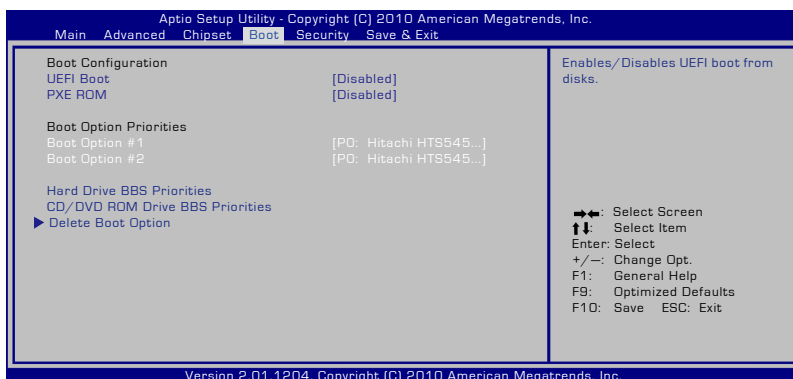 Aptio Setup Utility - Copyright (C) 2010 American Megatrends, Inc.
Main Advanced Chipset Boot Security Save & Exit
Boot Configuration
UEFI Boot [Disabled]
PXE ROM [Disabled]
Boot Option Priorities
Boot Option #1 [P0: Hitachi HTS545...]
Boot Option #2 [P0: Hitachi HTS545...]
Hard Drive BBS Priorities
CD/DVD ROM Drive BBS Priorities
Delete Boot Option
Enables/Disables UEFI boot from
disks.
→←: Select Screen
↑↓: Select Item
Enter: Select
+/—: Change Opt.
F1: General Help
F9: Optimized Defaults
F10: Save ESC: Exit
Version 2.01.1204. Copyright (C) 2010 American Megatrends, Inc.